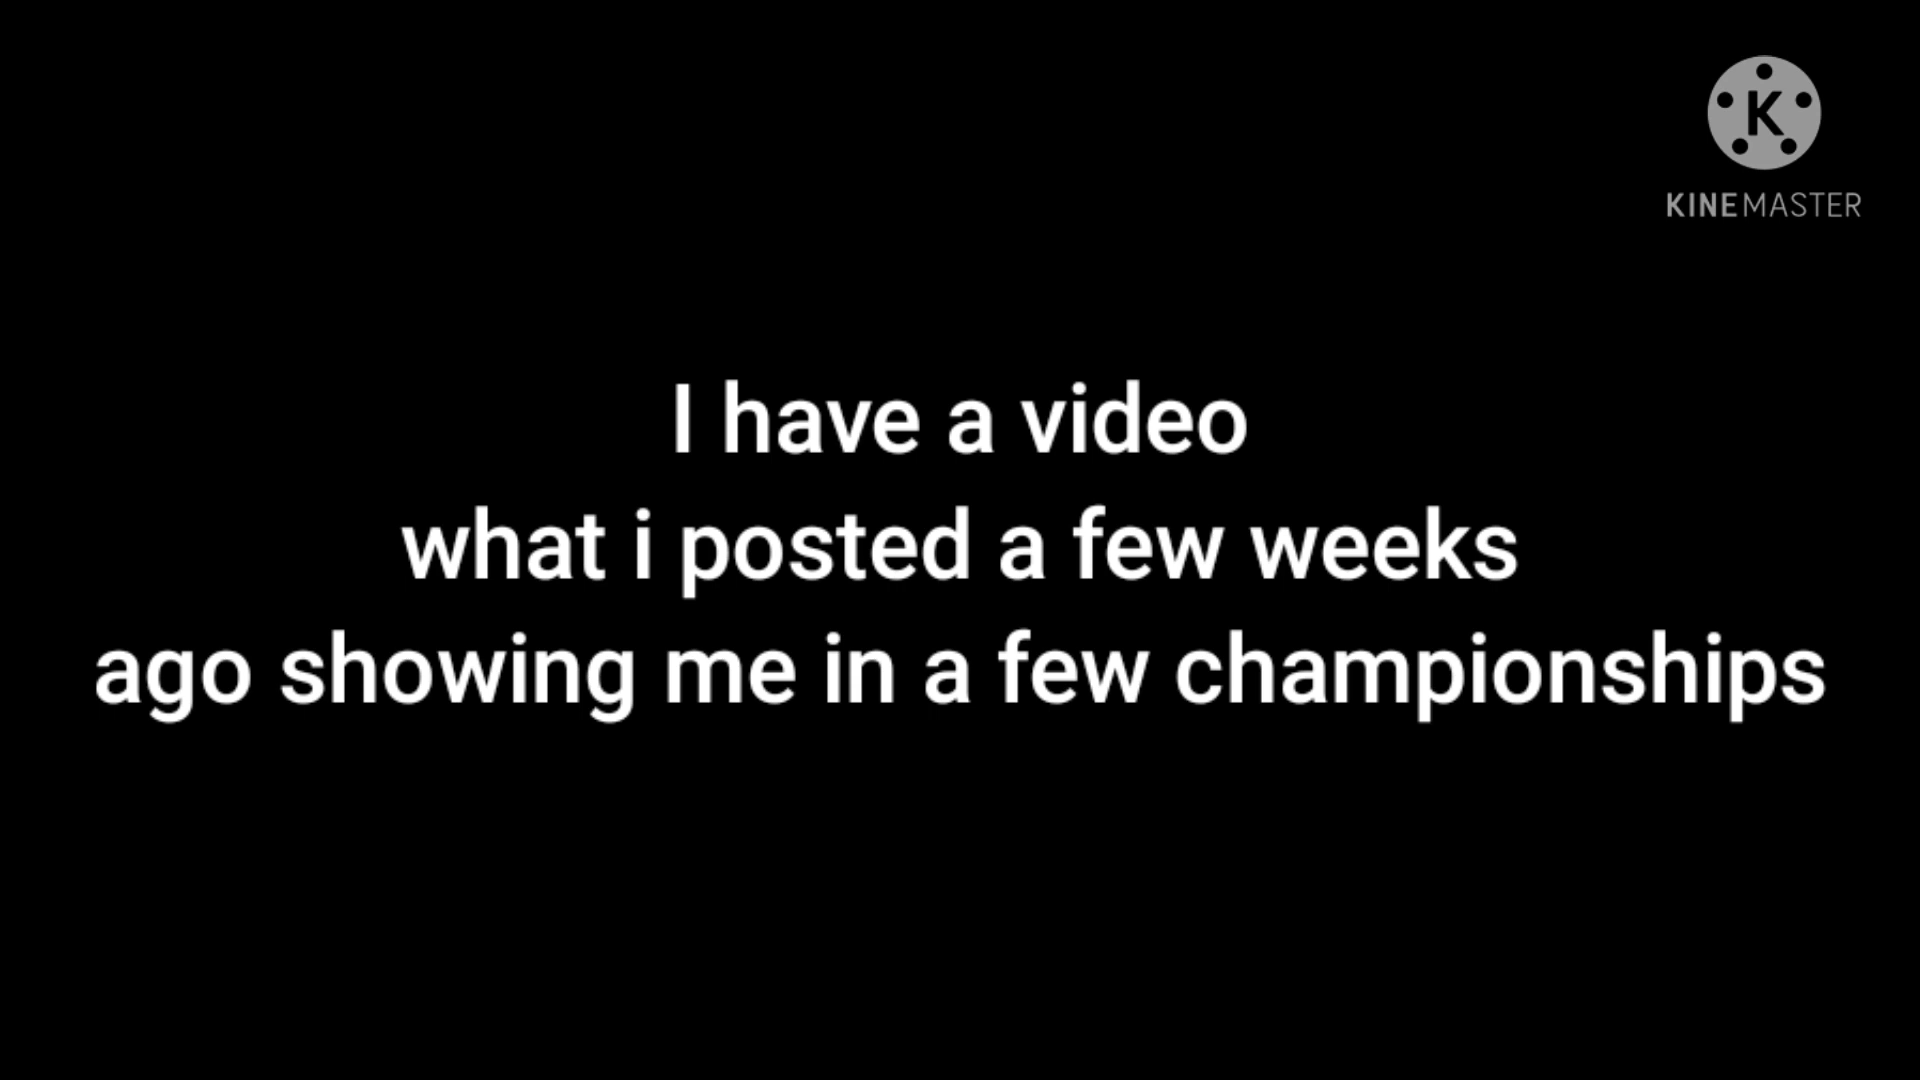 K
KINEMASTER
I have a video
what i posted a few weeks
ago showing me in a few championships